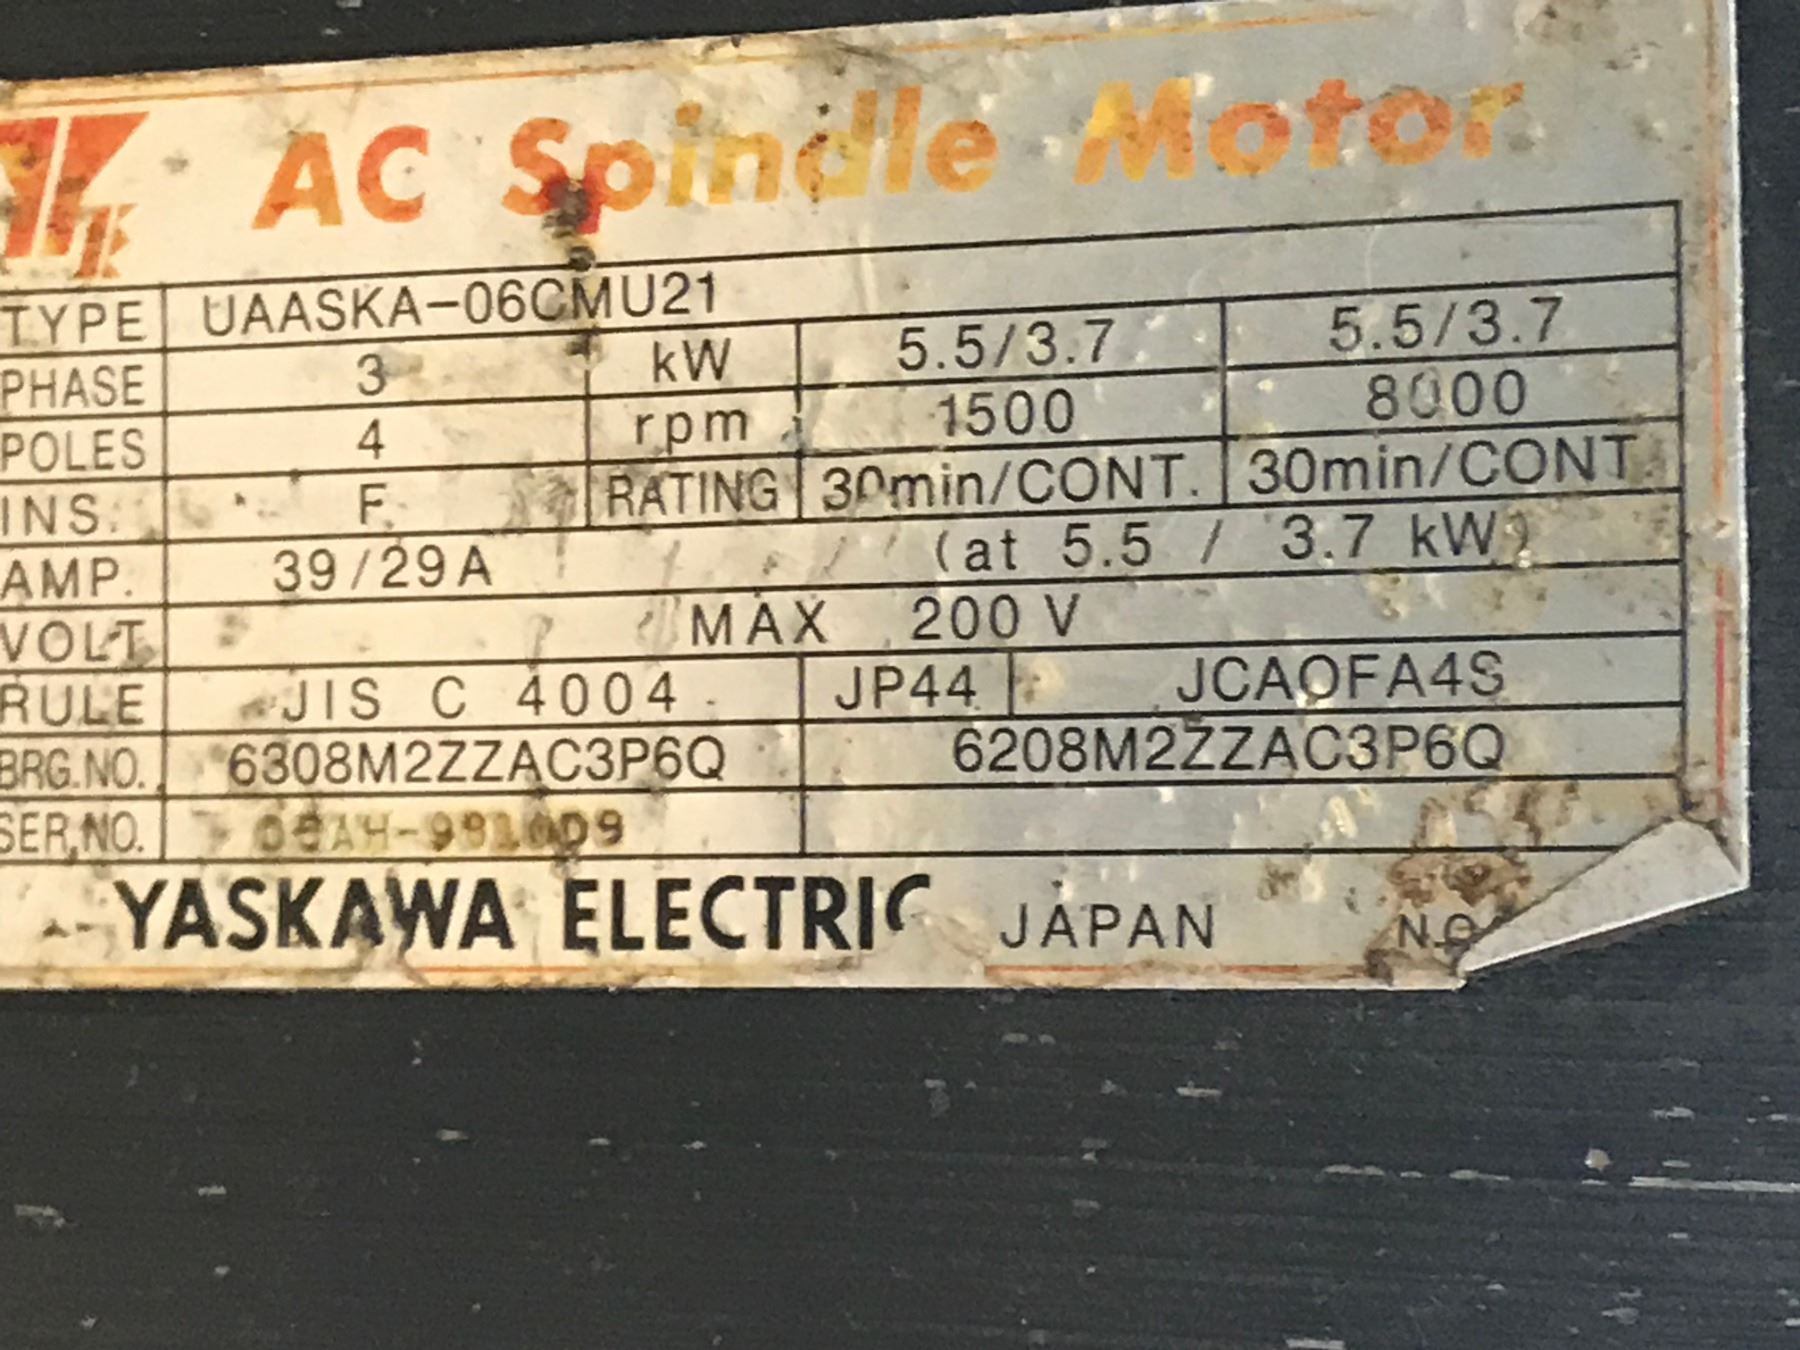 AC Spindle Motor
TYPE UAASKA-06CMU21
PHASE 3 kW 5.5/3.7 5.5/3.7
POLES 4 rpm 1500 8000
INS. F RATING 30min/CONT. 30min/CONT.
AMP. 39/29A (at 5.5 / 3.7 kW)
VOLT MAX 200 V
RULE JIS C 4004 JP44 JCAOFA4S
BRG.NO. 6308M2ZZAC3P6Q 6208M2ZZAC3P6Q
SER.NO.
YASKAWA ELECTRIC JAPAN